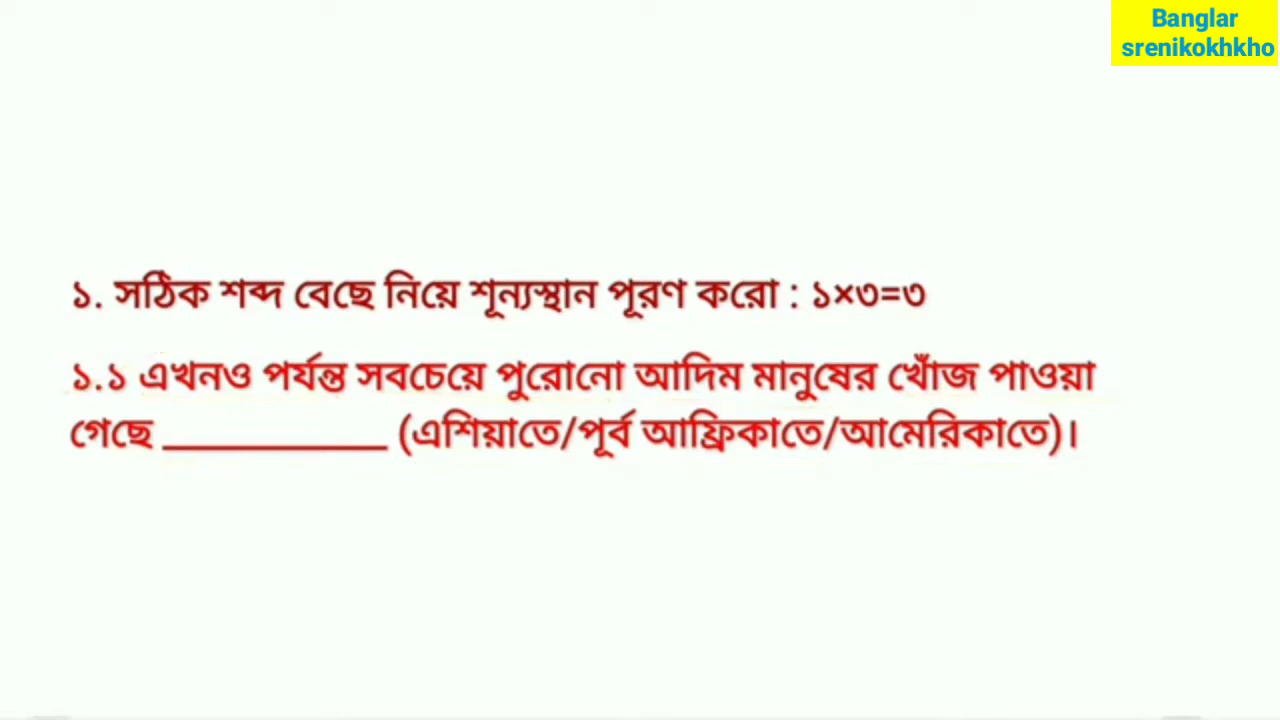 Banglar
srenikokhkho
১. সঠিক শব্দ বেছে নিয়ে শূন্যস্থান পূরণ করো : ১×৩=৩
১.১ এখনও পর্যন্ত সবচেয়ে পুরোনো আদিম মানুষের খোঁজ পাওয়া
গেছে ___________ (এশিয়াতে/পূর্ব আফ্রিকাতে/আমেরিকাতে)।